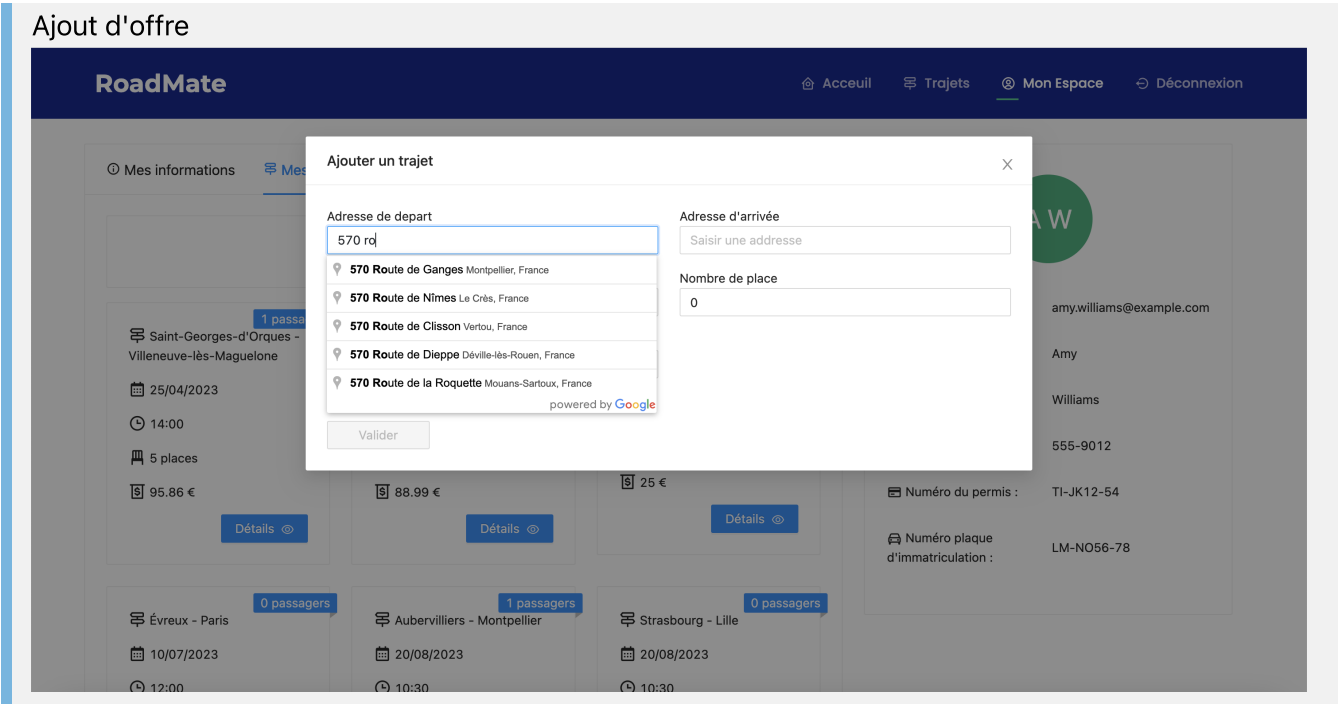 Ajout d'offre
RoadMate
Acceuil
Trajets
Mon Espace
Déconnexion
Mes informations
Mes
Ajouter un trajet
Adresse de depart
570 ro
570 Route de Ganges Montpellier, France
570 Route de Nîmes Le Crès, France
570 Route de Clisson Vertou, France
570 Route de Dieppe Déville-lès-Rouen, France
570 Route de la Roquette Mouans-Sartoux, France
powered by Google
Adresse d'arrivée
Saisir une addresse
Nombre de place
0
Valider
A W
1 passa
Saint-Georges-d'Orques -
Villeneuve-lès-Maguelone
25/04/2023
14:00
5 places
95.86 €
Détails
88.99 €
Détails
25 €
Détails
amy.williams@example.com
Amy
Williams
555-9012
Numéro du permis :
TI-JK12-54
Numéro plaque
d'immatriculation :
LM-NO56-78
0 passagers
Évreux - Paris
10/07/2023
12:00
1 passagers
Aubervilliers - Montpellier
20/08/2023
10:30
0 passagers
Strasbourg - Lille
20/08/2023
10:30